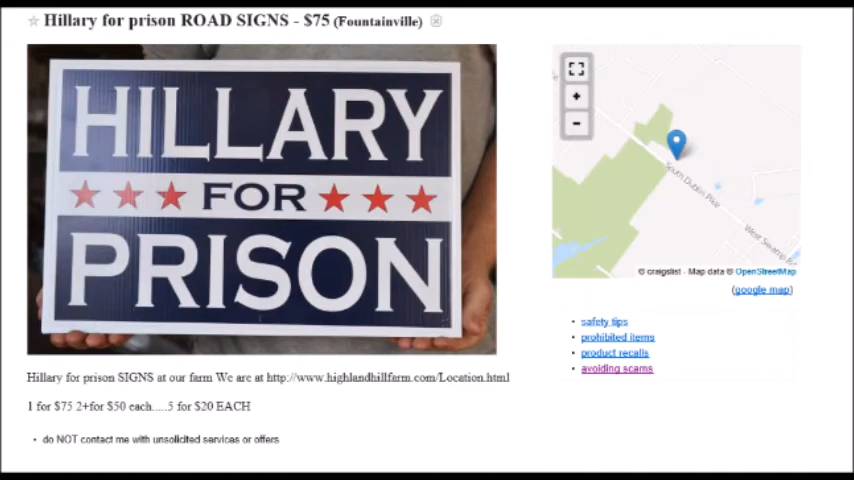 Hillary for prison ROAD SIGNS - $75 (Fountainville)
HILLARY
FOR
PRISON
South Dublin Pike
West Swamp Rd
© craigslist - Map data © OpenStreetMap
(google map)
safety tips
prohibited items
product recalls
avoiding scams
Hillary for prison SIGNS at our farm We are at http://www.highlandhillfarm.com/Location.html
1 for $75 2+for $50 each.....5 for $20 EACH
do NOT contact me with unsolicited services or offers